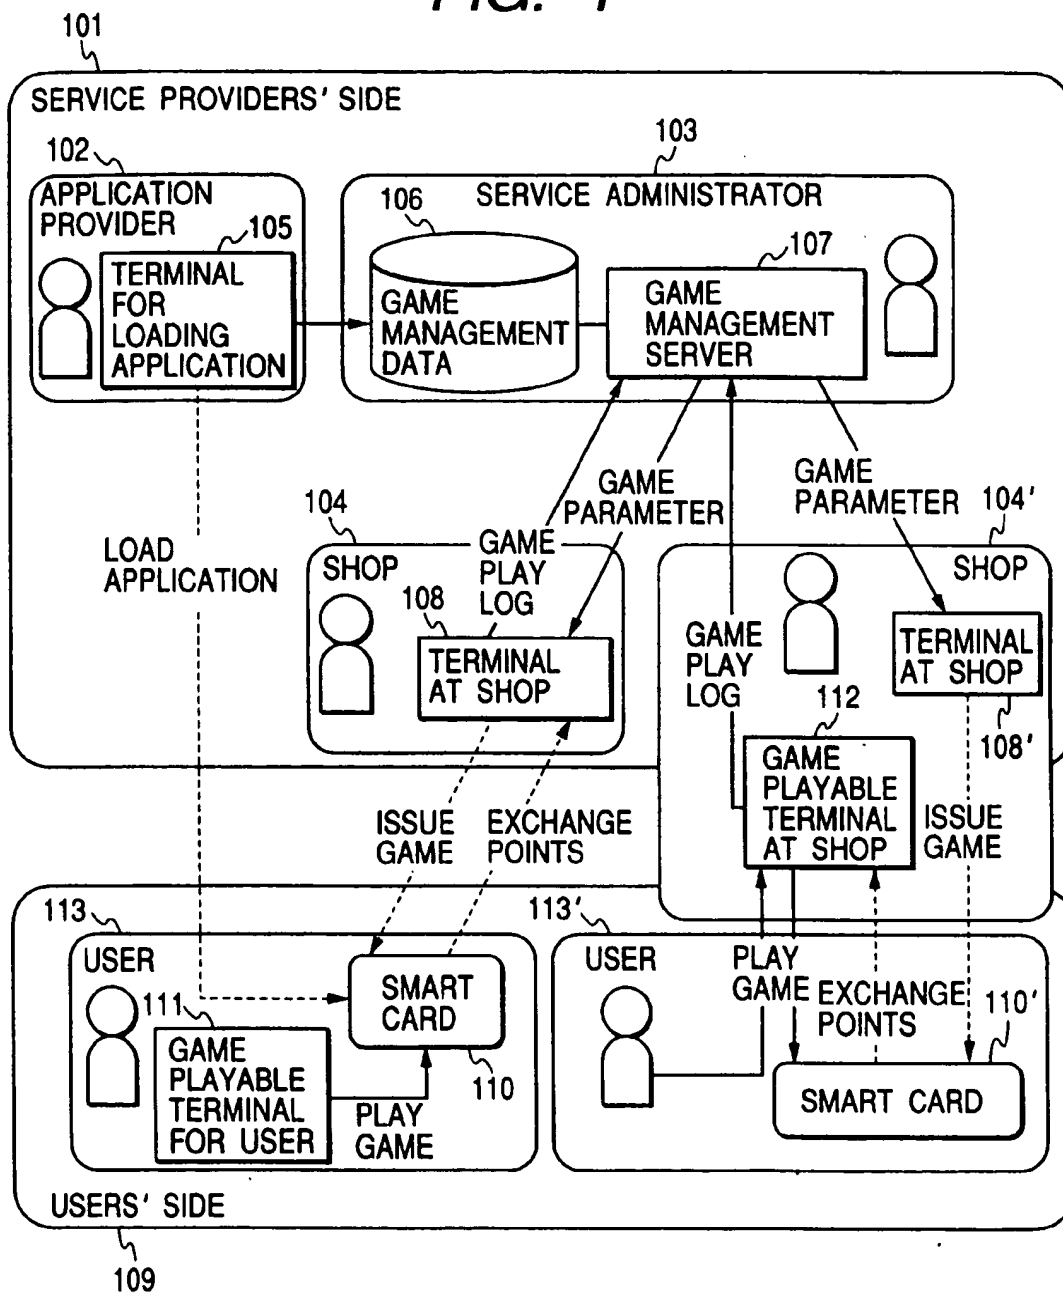 101
SERVICE PROVIDERS' SIDE
102
103
APPLICATION
PROVIDER
105
TERMINAL
FOR
LOADING
APPLICATION
SERVICE ADMINISTRATOR
106
GAME
MANAGEMENT
DATA
107
GAME
MANAGEMENT
SERVER
LOAD
APPLICATION
104
SHOP
GAME
PLAY
LOG
GAME
PARAMETER
108
TERMINAL
AT SHOP
GAME
PARAMETER
104'
SHOP
GAME
PLAY
LOG
TERMINAL
AT SHOP
108'
112
GAME
PLAYABLE
TERMINAL
AT SHOP
ISSUE
GAME
EXCHANGE
POINTS
ISSUE
GAME
113
USER
111
GAME
PLAYABLE
TERMINAL
FOR USER
SMART
CARD
110
PLAY
GAME
113'
USER
PLAY
GAME
EXCHANGE
POINTS
110'
SMART CARD
USERS' SIDE
109